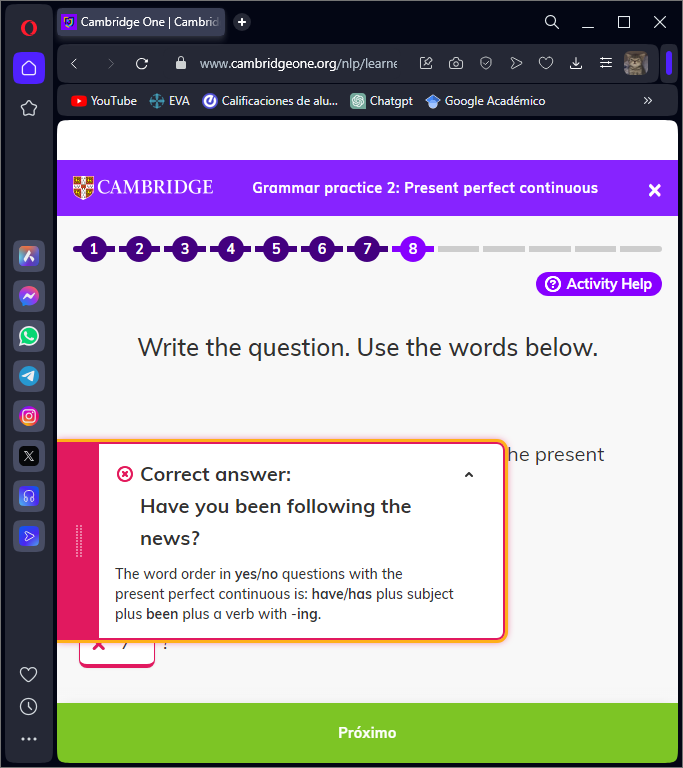 Cambridge One | Cambrid
www.cambridgeone.org/nlp/learne
YouTube
EVA
Calificaciones de alu...
Chatgpt
Google Académico
CAMBRIDGE
Grammar practice 2: Present perfect continuous
1 2 3 4 5 6 7 8
Activity Help
Write the question. Use the words below.
he present
Correct answer:
Have you been following the
news?
The word order in yes/no questions with the
present perfect continuous is: have/has plus subject
plus been plus a verb with -ing.
Próximo